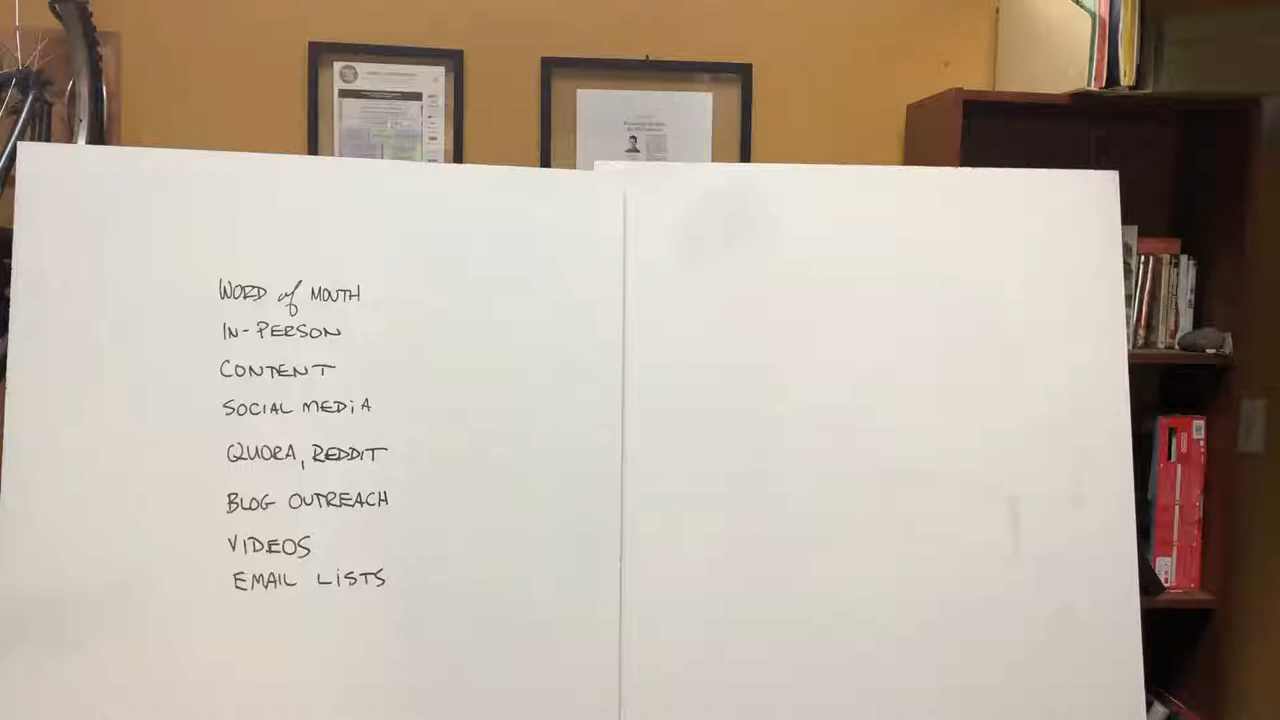 WORD of MOUTH
IN-PERSON
CONTENT
SOCIAL MEDiA
QUORA, REDDIT
BLOG OUTREACH
VIDEOS
EMAIL LiSTS